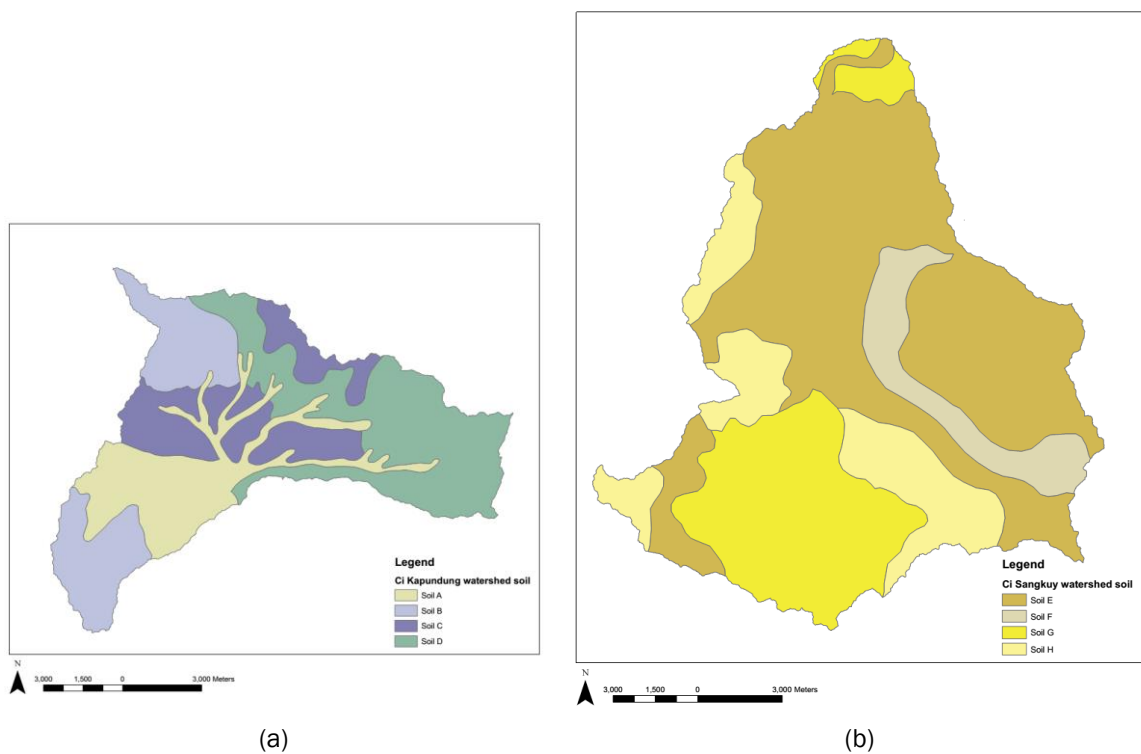 Legend
Ci Kapundung watershed soil
Soil A
Soil B
Soil C
Soil D
N
3,000 1,500 0 3,000 Meters
(a)
Legend
Ci Sangkuy watershed soil
Soil E
Soil F
Soil G
Soil H
N
3,000 1,500 0 3,000 Meters
(b)